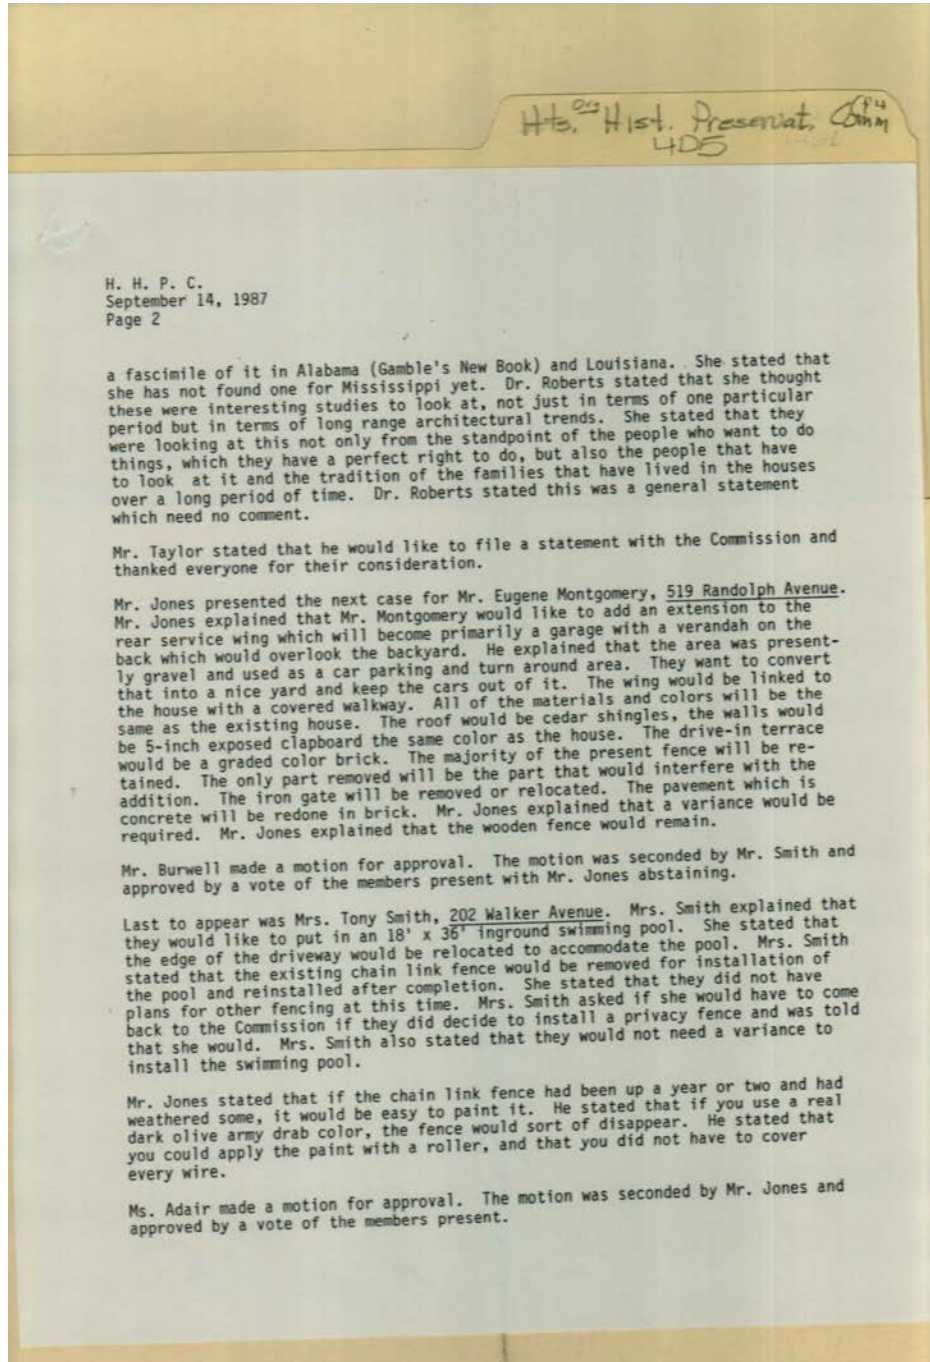 Org
Hts. Hist. Preservat. Comm
4D5
H. H. P. C.
September 14, 1987
Page 2
a fascimile of it in Alabama (Gamble's New Book) and Louisiana. She stated that
she has not found one for Mississippi yet. Dr. Roberts stated that she thought
these were interesting studies to look at, not just in terms of one particular
period but in terms of long range architectural trends. She stated that they
were looking at this not only from the standpoint of the people who want to do
things, which they have a perfect right to do, but also the people that have
to look at it and the tradition of the families that have lived in the houses
over a long period of time. Dr. Roberts stated this was a general statement
which need no comment.
Mr. Taylor stated that he would like to file a statement with the Commission and
thanked everyone for their consideration.
Mr. Jones presented the next case for Mr. Eugene Montgomery, 519 Randolph Avenue.
Mr. Jones explained that Mr. Montgomery would like to add an extension to the
rear service wing which will become primarily a garage with a verandah on the
back which would overlook the backyard. He explained that the area was present-
ly gravel and used as a car parking and turn around area. They want to convert
that into a nice yard and keep the cars out of it. The wing would be linked to
the house with a covered walkway. All of the materials and colors will be the
same as the existing house. The roof would be cedar shingles, the walls would
be 5-inch exposed clapboard the same color as the house. The drive-in terrace
would be a graded color brick. The majority of the present fence will be re-
tained. The only part removed will be the part that would interfere with the
addition. The iron gate will be removed or relocated. The pavement which is
concrete will be redone in brick. Mr. Jones explained that a variance would be
required. Mr. Jones explained that the wooden fence would remain.
Mr. Burwell made a motion for approval. The motion was seconded by Mr. Smith and
approved by a vote of the members present with Mr. Jones abstaining.
Last to appear was Mrs. Tony Smith, 202 Walker Avenue. Mrs. Smith explained that
they would like to put in an 18' x 36' inground swimming pool. She stated that
the edge of the driveway would be relocated to accommodate the pool. Mrs. Smith
stated that the existing chain link fence would be removed for installation of
the pool and reinstalled after completion. She stated that they did not have
plans for other fencing at this time. Mrs. Smith asked if she would have to come
back to the Commission if they did decide to install a privacy fence and was told
that she would. Mrs. Smith also stated that they would not need a variance to
install the swimming pool.
Mr. Jones stated that if the chain link fence had been up a year or two and had
weathered some, it would be easy to paint it. He stated that if you use a real
dark olive army drab color, the fence would sort of disappear. He stated that
you could apply the paint with a roller, and that you did not have to cover
every wire.
Ms. Adair made a motion for approval. The motion was seconded by Mr. Jones and
approved by a vote of the members present.